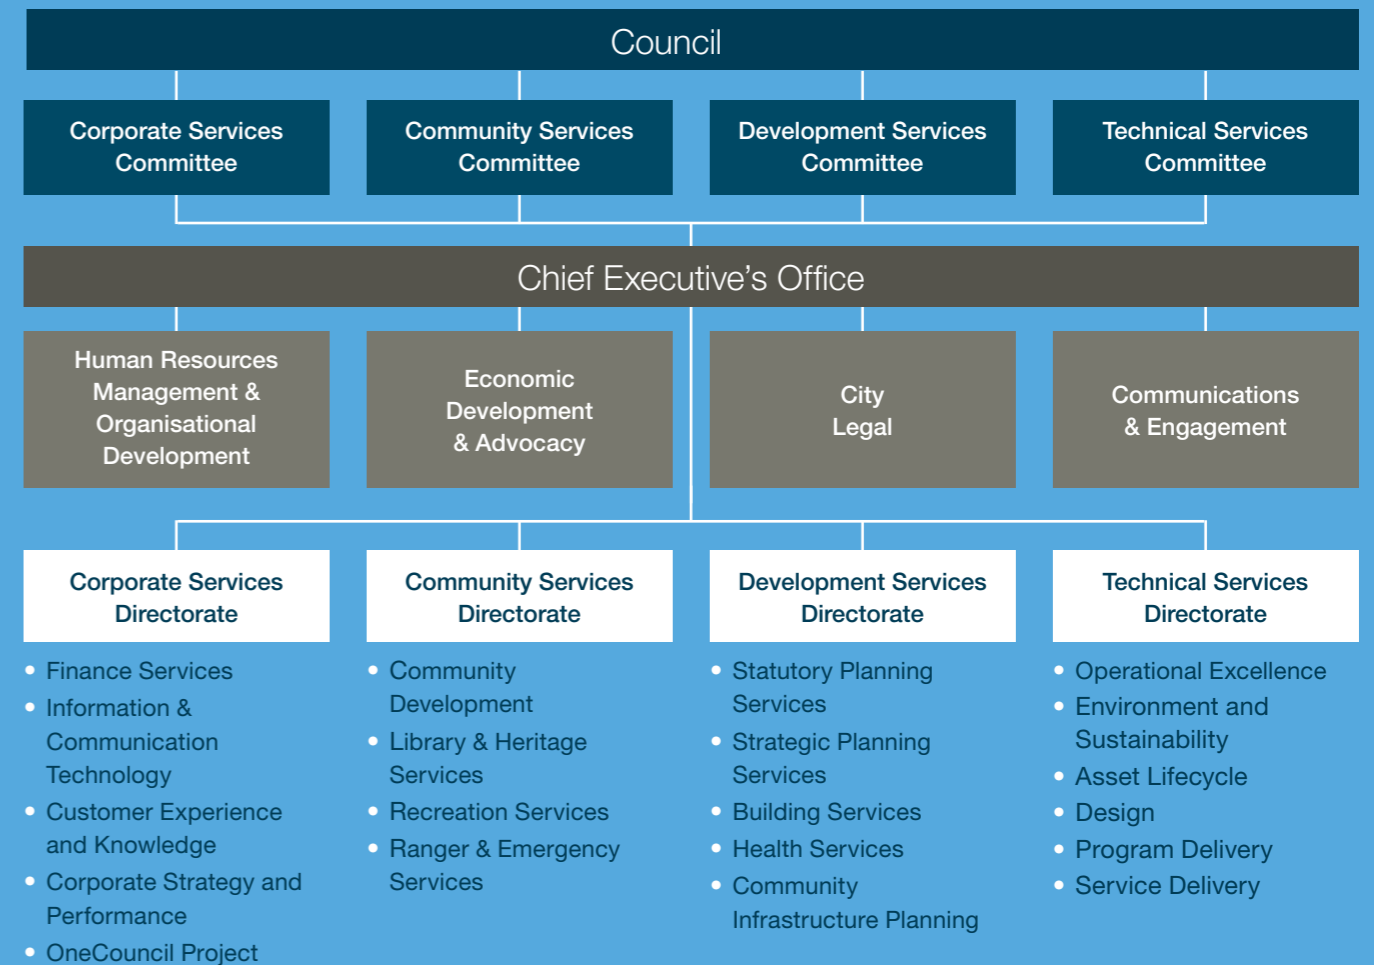 Council
Corporate Services
Committee
Community Services
Committee
Development Services
Committee
Technical Services
Committee
Chief Executive’s Office
Human Resources
Management &
Organisational
Development
Economic
Development
& Advocacy
City
Legal
Communications
& Engagement
Corporate Services
Directorate
• Finance Services
• Information &
Communication
Technology
• Customer Experience
and Knowledge
• Corporate Strategy and
Performance
• OneCouncil Project
Community Services
Directorate
• Community
Development
• Library & Heritage
Services
• Recreation Services
• Ranger & Emergency
Services
Development Services
Directorate
• Statutory Planning
Services
• Strategic Planning
Services
• Building Services
• Health Services
• Community
Infrastructure Planning
Technical Services
Directorate
• Operational Excellence
• Environment and
Sustainability
• Asset Lifecycle
• Design
• Program Delivery
• Service Delivery